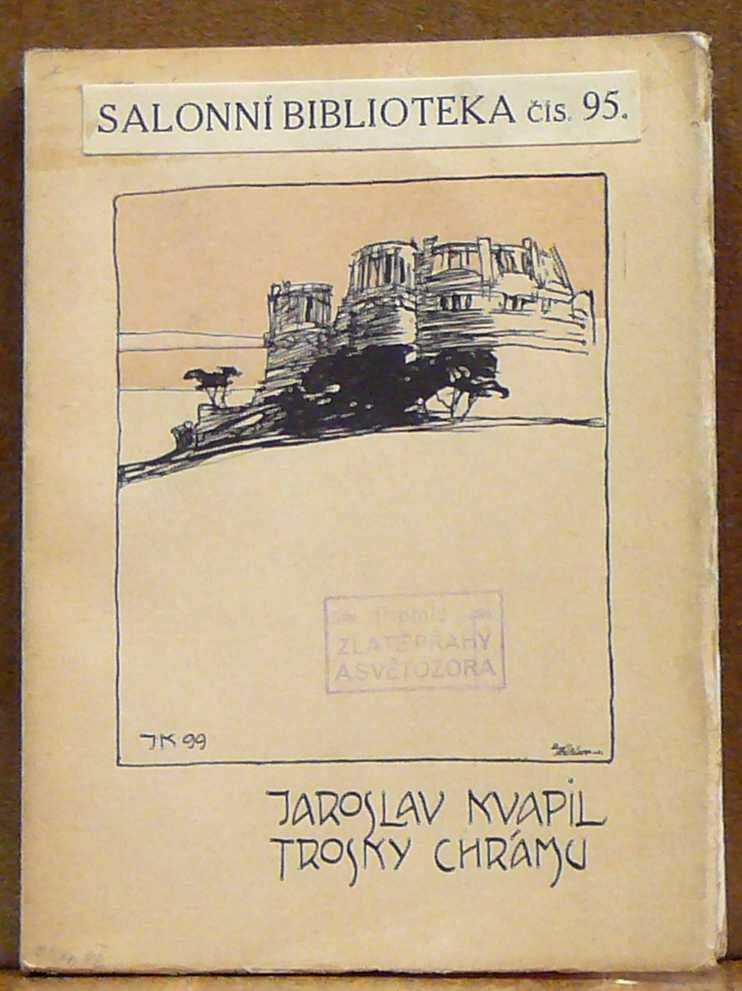 SALONNÍ BIBLIOTEKA čís. 95.
ZLATÉ PRAHY
A SVĚTOZORA
JK 99
JAROSLAV KVAPIL
TROSKY CHRÁMU